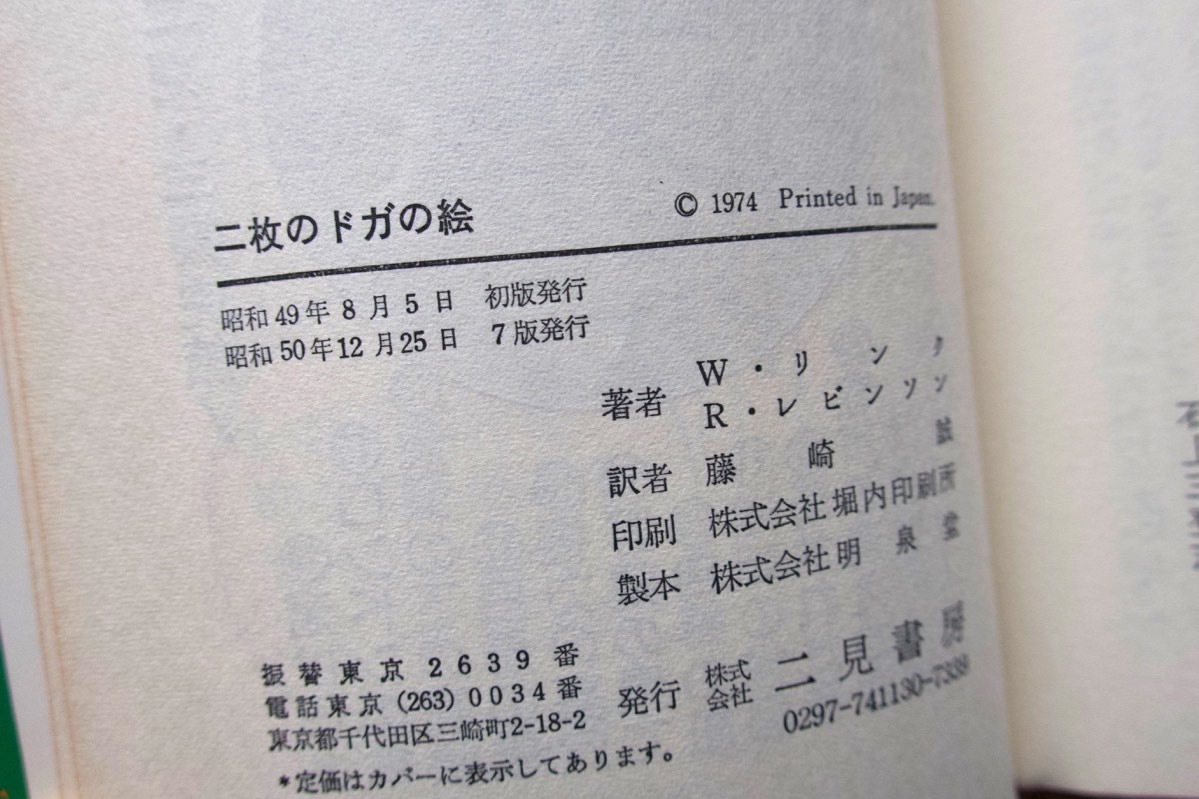 二枚のドガの絵
© 1974 Printed in Japan.
昭和49年8月5日 初版発行
昭和50年12月25日 7版発行
著者 W・リンク
R・レビンソン
訳者 藤崎誠
印刷 株式会社堀内印刷所
製本 株式会社明泉堂
振替東京2639番
電話東京(263)0034番
東京都千代田区三崎町2-18-2
発行 株式会社 二見書房
0297-741130-7339
*定価はカバーに表示してあります。